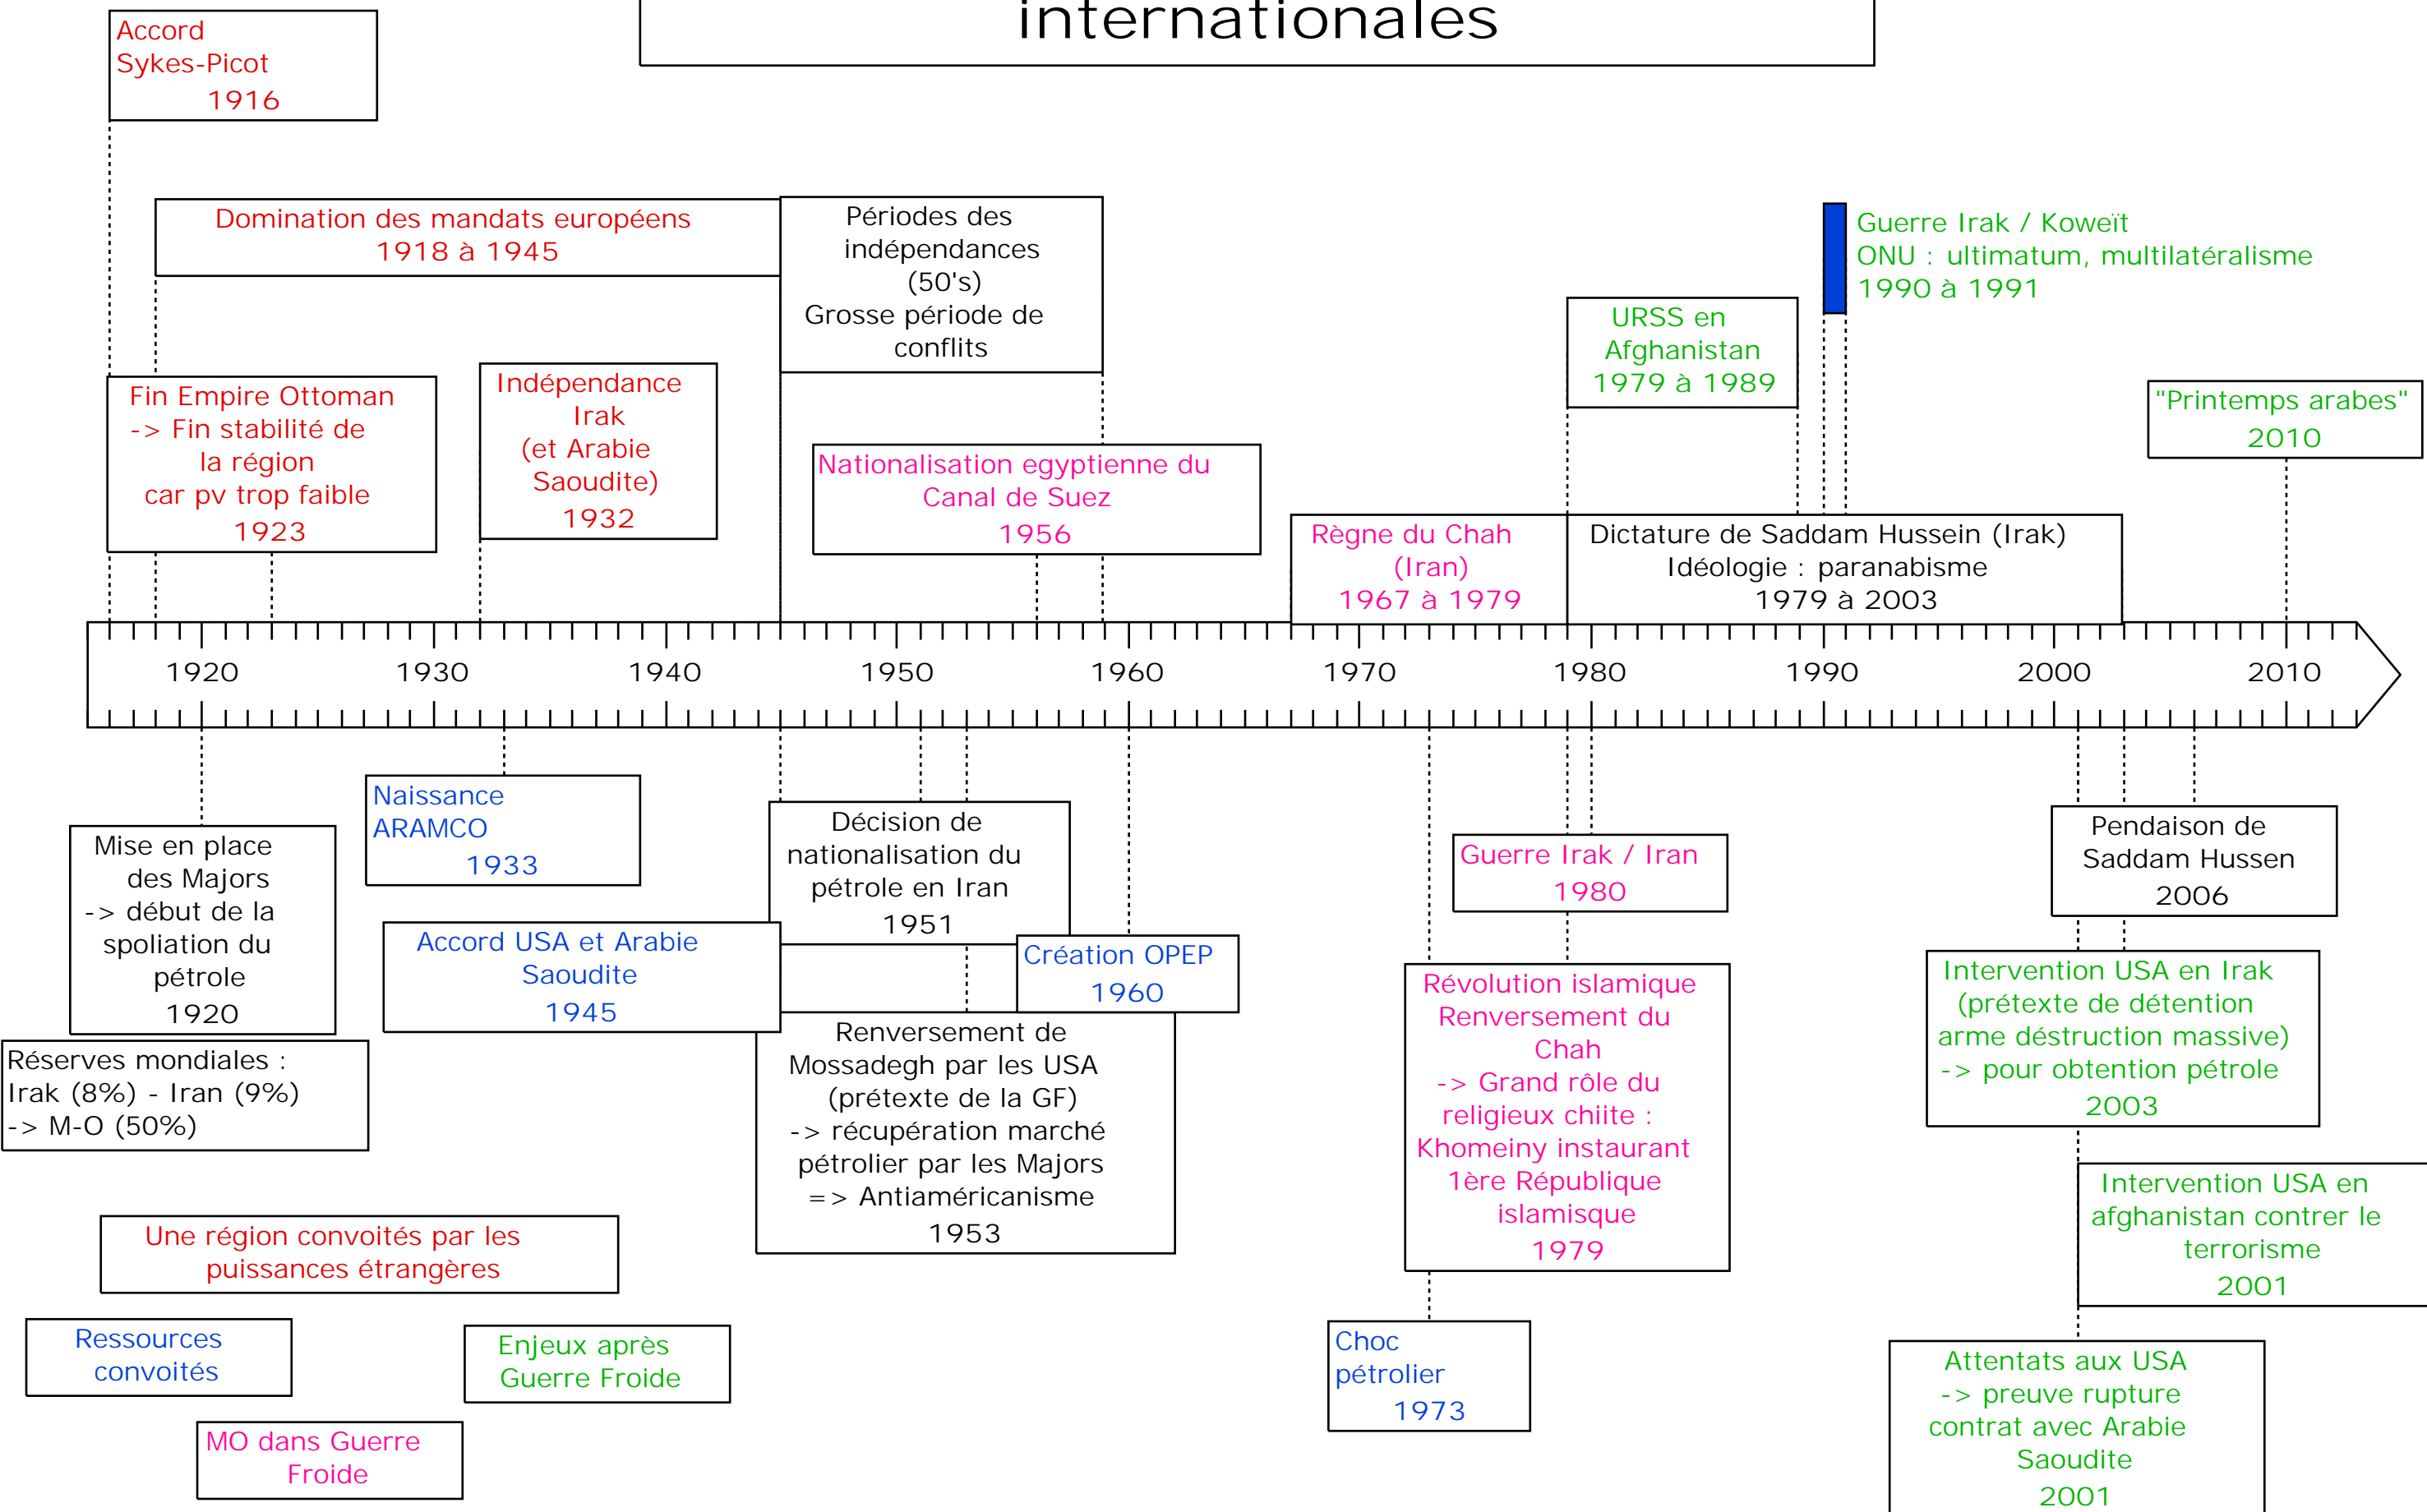 internationales
Accord
Sykes-Picot
1916
Domination des mandats européens
1918 à 1945
Périodes des
indépendances
(50's)
Grosse période de
conflits
Guerre Irak / Koweït
ONU : ultimatum, multilatéralisme
1990 à 1991
URSS en
Afghanistan
1979 à 1989
Fin Empire Ottoman
-> Fin stabilité de
la région
car pv trop faible
1923
Indépendance
Irak
(et Arabie
Saoudite)
1932
"Printemps arabes"
2010
Nationalisation egyptienne du
Canal de Suez
1956
Règne du Chah
(Iran)
1967 à 1979
Dictature de Saddam Hussein (Irak)
Idéologie : paranabisme
1979 à 2003
1920
1930
1940
1950
1960
1970
1980
1990
2000
2010
Mise en place
des Majors
-> début de la
spoliation du
pétrole
1920
Naissance
ARAMCO
1933
Décision de
nationalisation du
pétrole en Iran
1951
Guerre Irak / Iran
1980
Pendaison de
Saddam Hussen
2006
Accord USA et Arabie
Saoudite
1945
Création OPEP
1960
Réserves mondiales :
Irak (8%) - Iran (9%)
-> M-O (50%)
Renversement de
Mossadegh par les USA
(prétexte de la GF)
-> récupération marché
pétrolier par les Majors
=> Antiaméricanisme
1953
Révolution islamique
Renversement du
Chah
-> Grand rôle du
religieux chiite :
Khomeiny instaurant
1ère République
islamisque
1979
Intervention USA en Irak
(prétexte de détention
arme déstruction massive)
-> pour obtention pétrole
2003
Intervention USA en
afghanistan contrer le
terrorisme
2001
Une région convoités par les
puissances étrangères
Ressources
convoités
Enjeux après
Guerre Froide
MO dans Guerre
Froide
Choc
pétrolier
1973
Attentats aux USA
-> preuve rupture
contrat avec Arabie
Saoudite
2001